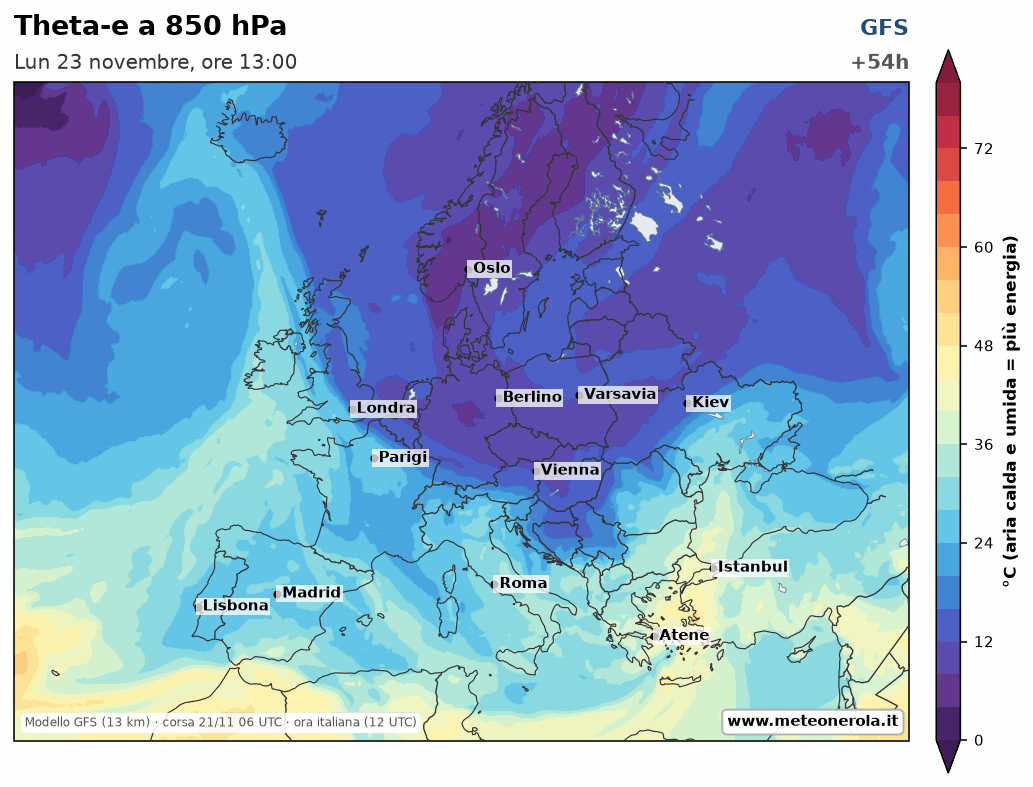 Theta-e a 850 hPa
GFS
Lun 23 novembre, ore 13:00
+54h
Oslo
Berlino
Varsavia
Kiev
Londra
Parigi
Vienna
Istanbul
Roma
Madrid
Lisbona
Atene
Modello GFS (13 km) · corsa 21/11 06 UTC · ora italiana (12 UTC)
www.meteonerola.it
72
60
48
36
24
12
0
°C (aria calda e umida = più energia)